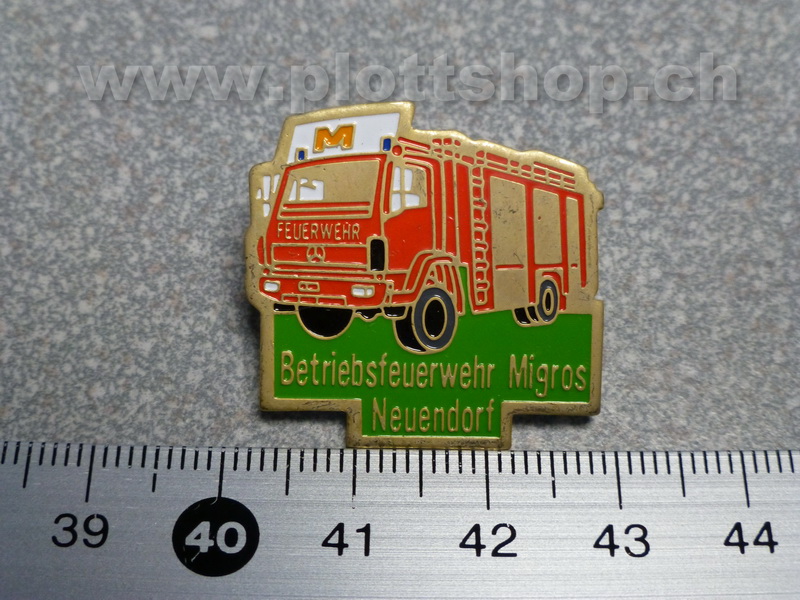 www.plottshop.ch
M
FEUERWEHR
Betriebsfeuerwehr Migros
Neuendorf
39 40 41 42 43 44